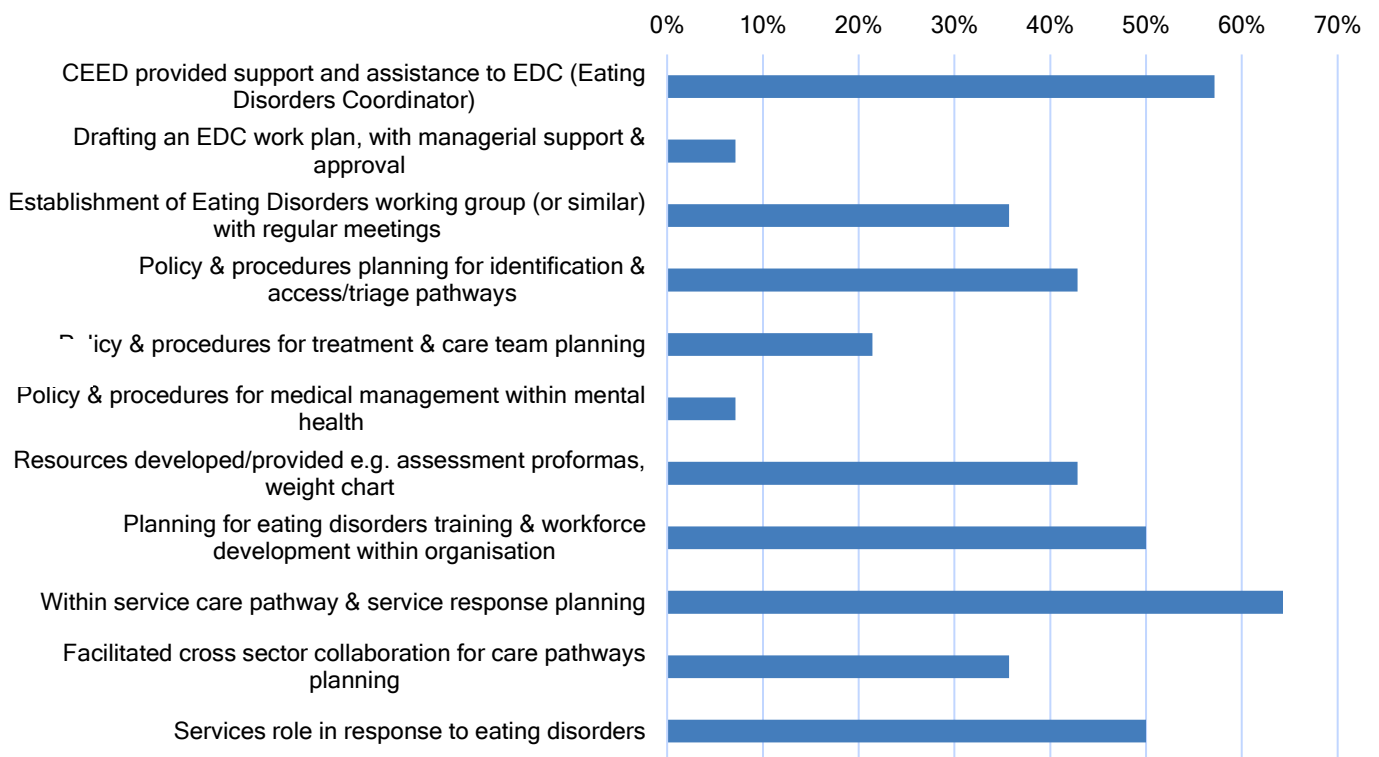 0% 10% 20% 30% 40% 50% 60% 70%
CEED provided support and assistance to EDC (Eating
Disorders Coordinator)
Drafting an EDC work plan, with managerial support &
approval
Establishment of Eating Disorders working group (or similar)
with regular meetings
Policy & procedures planning for identification &
access/triage pathways
& procedures for treatment & care team planning
Policy & procedures for medical management within mental
health
Resources developed/provided e.g. assessment proformas,
weight chart
Planning for eating disorders training & workforce
development within organisation
Within service care pathway & service response planning
Facilitated cross sector collaboration for care pathways
planning
Services role in response to eating disorders